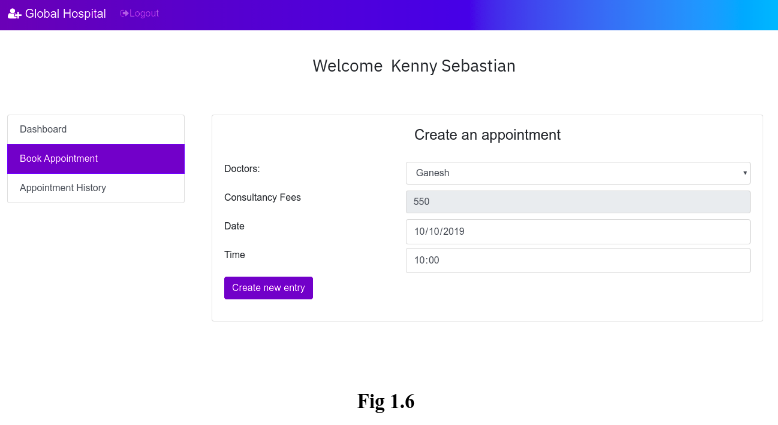 Global Hospital Logout
Welcome Kenny Sebastian
Dashboard
Book Appointment
Appointment History
Create an appointment
Doctors: Ganesh
Consultancy Fees 550
Date 10/10/2019
Time 10:00
Create new entry
Fig 1.6